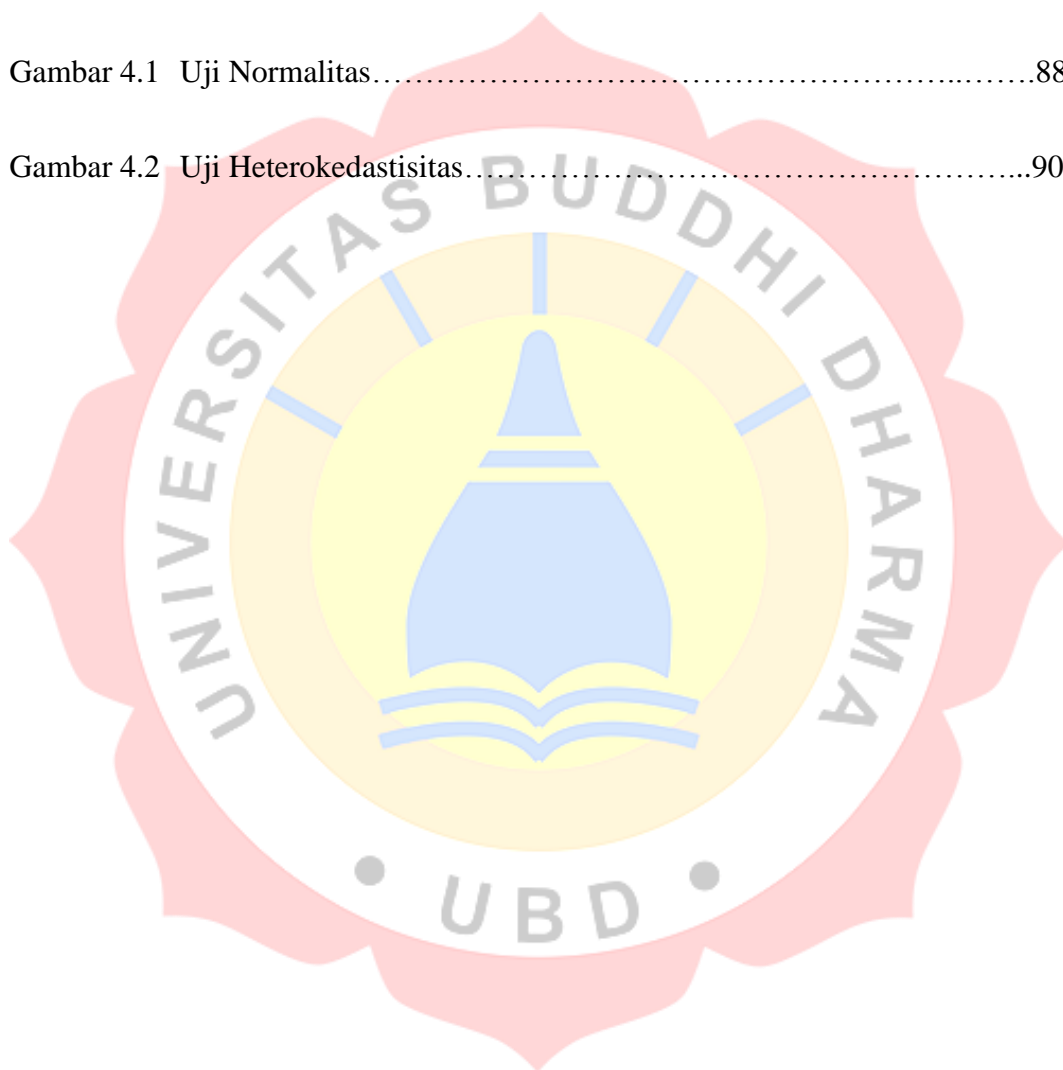 Gambar 4.1 Uji Normalitas……………………………………………………..…….88
Gambar 4.2 Uji Heterokedastisitas………………………………………………...90
UNIVERSITAS BUDDHI DHARMA
• UBD •